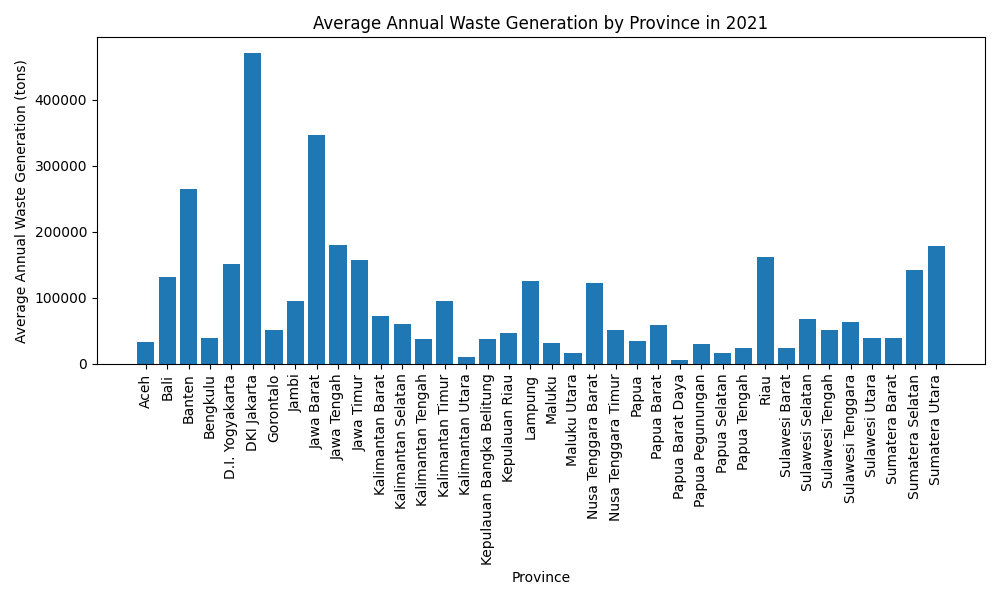 Average Annual Waste Generation by Province in 2021
Average Annual Waste Generation (tons)
400000
300000
200000
100000
0
Aceh
Bali
Banten
Bengkulu
D.I. Yogyakarta
DKI Jakarta
Gorontalo
Jambi
Jawa Barat
Jawa Tengah
Jawa Timur
Kalimantan Barat
Kalimantan Selatan
Kalimantan Tengah
Kalimantan Timur
Kalimantan Utara
Kepulauan Bangka Belitung
Kepulauan Riau
Lampung
Maluku
Maluku Utara
Nusa Tenggara Barat
Nusa Tenggara Timur
Papua
Papua Barat
Papua Barat Daya
Papua Pegunungan
Papua Selatan
Papua Tengah
Riau
Sulawesi Barat
Sulawesi Selatan
Sulawesi Tengah
Sulawesi Tenggara
Sulawesi Utara
Sumatera Barat
Sumatera Selatan
Sumatera Utara
Province